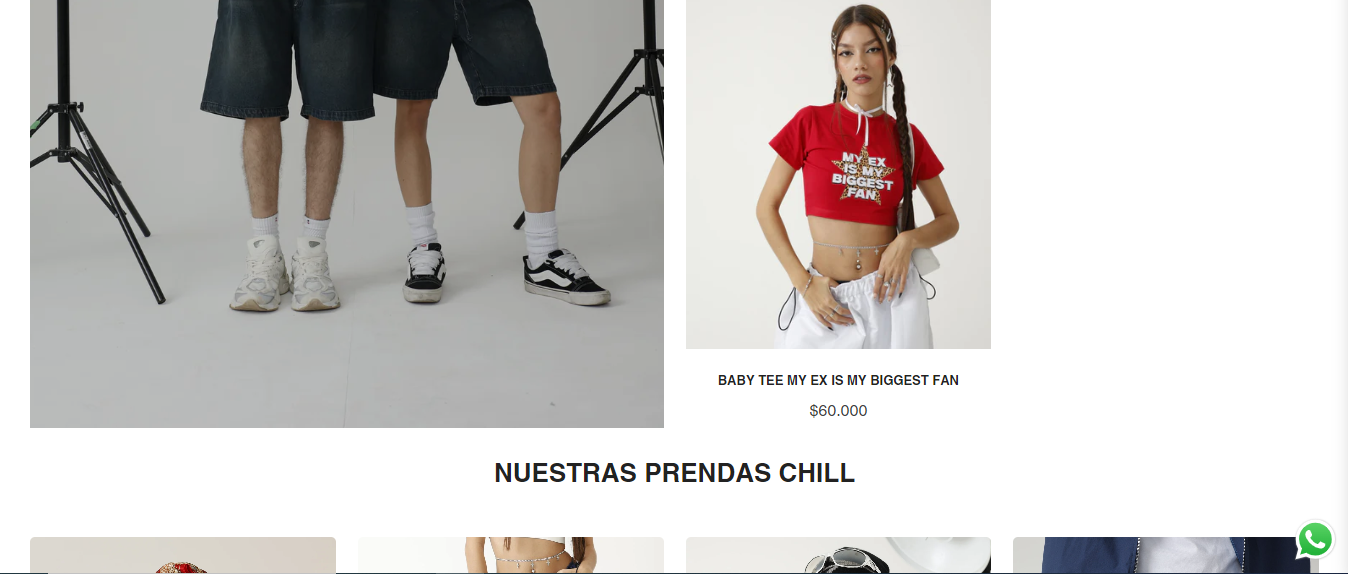 MY EX
IS MY
BIGGEST
FAN
BABY TEE MY EX IS MY BIGGEST FAN
$60.000
NUESTRAS PRENDAS CHILL